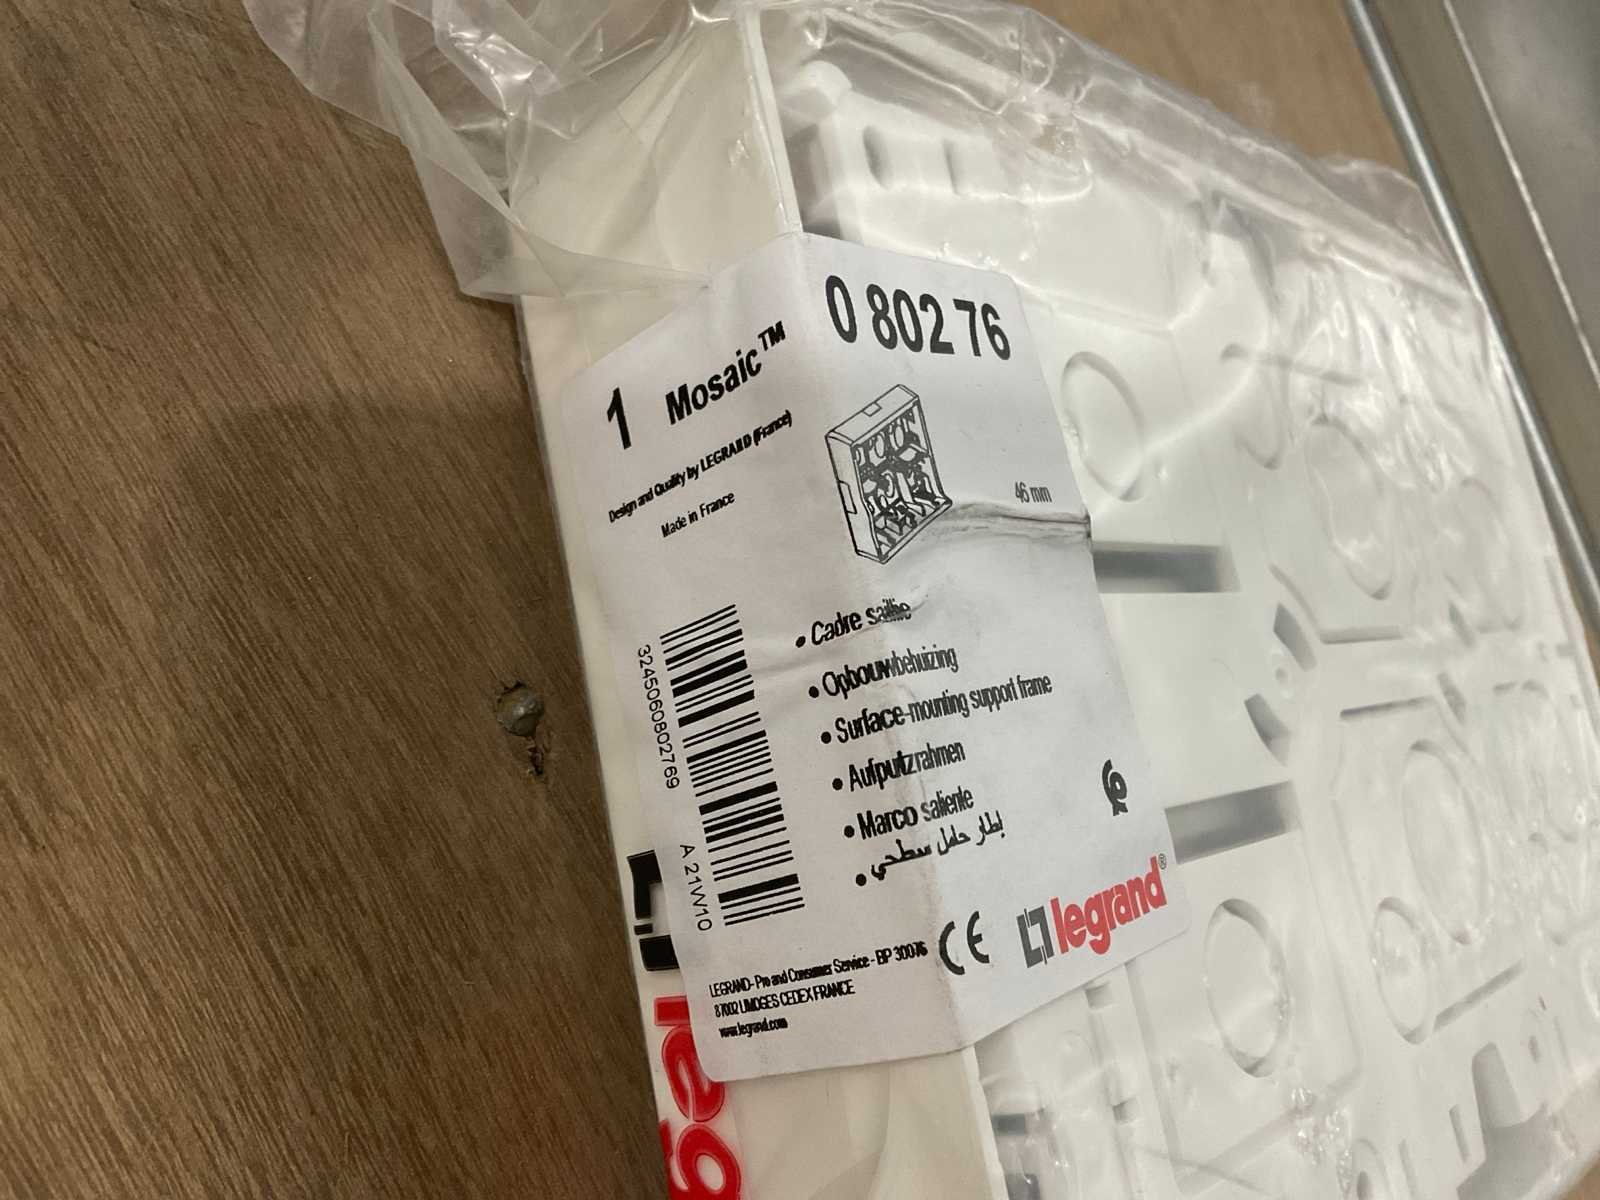 0 802 76
1 Mosaic™
Design and Quality by LEGRAND (France)
Made in France
46 mm
3245060802769
A 21W10
• Cadre saillie
• Opbouwbehuizing
• Surface-mounting support frame
• Aufputzrahmen
• Marco saliente
• إطار حامل سطحي
LEGRAND - Pro and Consumer Service - BP 30076
87002 LIMOGES CEDEX FRANCE
www.legrand.com
CE
legrand®
leg